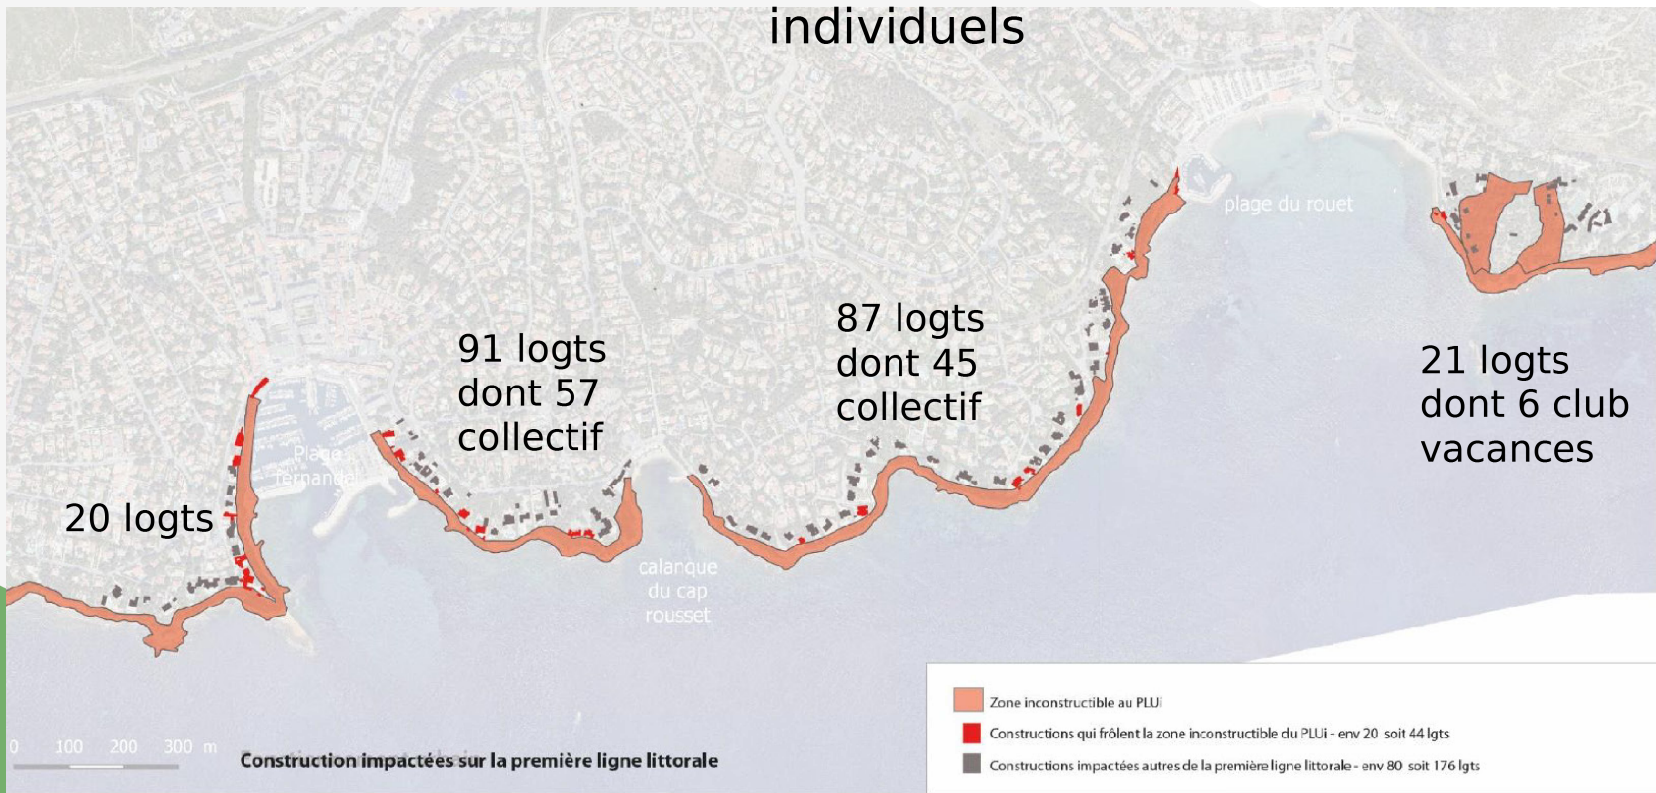 individuels
plage du rouet
87 logts
dont 45
collectif
91 logts
dont 57
collectif
21 logts
dont 6 club
vacances
Plage
fernande
20 logts
calanque
du cap
rousset
Zone inconstructible au PLUi
Constructions qui frôlent la zone inconstructible du PLUi - env 20 soit 44 lgts
Constructions impactées autres de la première ligne littorale - env 80 soit 176 lgts
0 100 200 300 m
Construction impactées sur la première ligne littorale